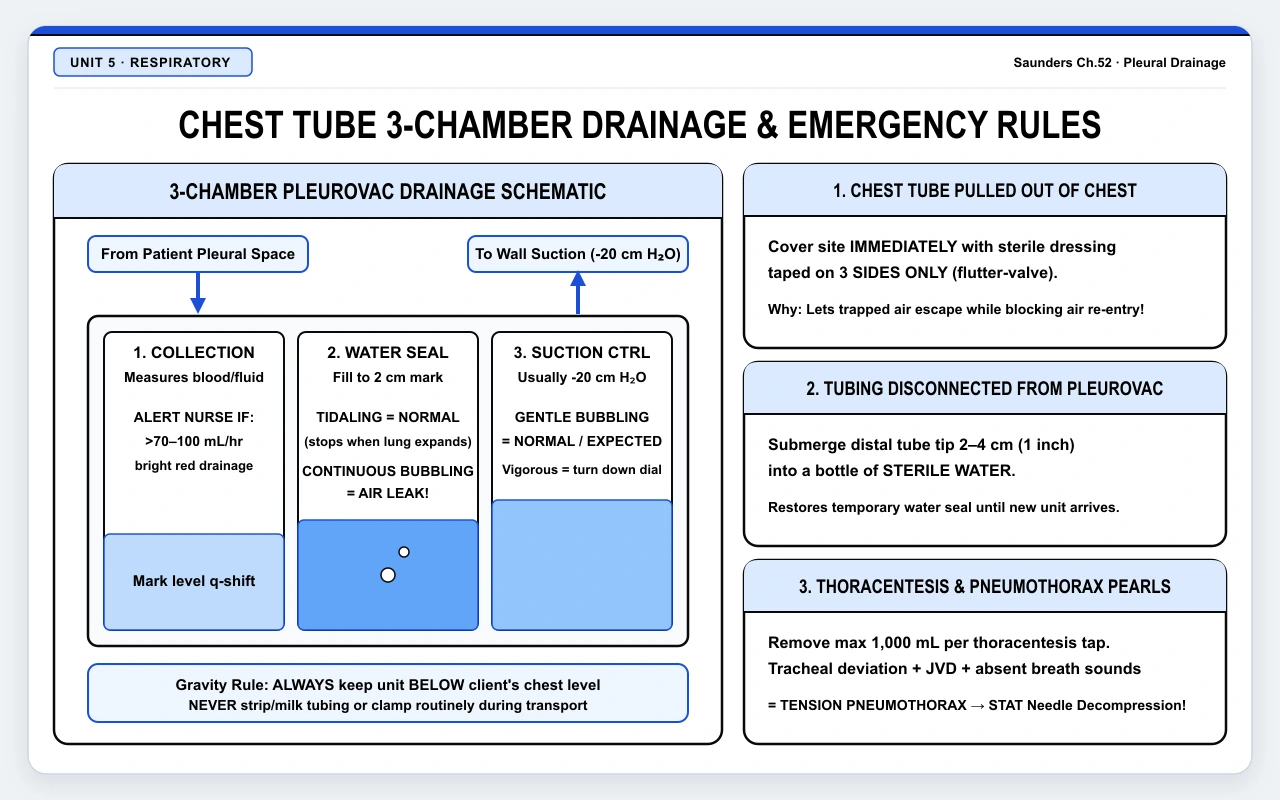 UNIT 5 · RESPIRATORY
Saunders Ch.52 · Pleural Drainage
CHEST TUBE 3-CHAMBER DRAINAGE & EMERGENCY RULES
3-CHAMBER PLEUROVAC DRAINAGE SCHEMATIC
From Patient Pleural Space
To Wall Suction (-20 cm H₂O)
1. COLLECTION
Measures blood/fluid
ALERT NURSE IF:
>70–100 mL/hr
bright red drainage
Mark level q-shift
2. WATER SEAL
Fill to 2 cm mark
TIDALING = NORMAL
(stops when lung expands)
CONTINUOUS BUBBLING
= AIR LEAK!
3. SUCTION CTRL
Usually -20 cm H₂O
GENTLE BUBBLING
= NORMAL / EXPECTED
Vigorous = turn down dial
Gravity Rule: ALWAYS keep unit BELOW client's chest level
NEVER strip/milk tubing or clamp routinely during transport
1. CHEST TUBE PULLED OUT OF CHEST
Cover site IMMEDIATELY with sterile dressing
taped on 3 SIDES ONLY (flutter-valve).
Why: Lets trapped air escape while blocking air re-entry!
2. TUBING DISCONNECTED FROM PLEUROVAC
Submerge distal tube tip 2–4 cm (1 inch)
into a bottle of STERILE WATER.
Restores temporary water seal until new unit arrives.
3. THORACENTESIS & PNEUMOTHORAX PEARLS
Remove max 1,000 mL per thoracentesis tap.
Tracheal deviation + JVD + absent breath sounds
= TENSION PNEUMOTHORAX → STAT Needle Decompression!